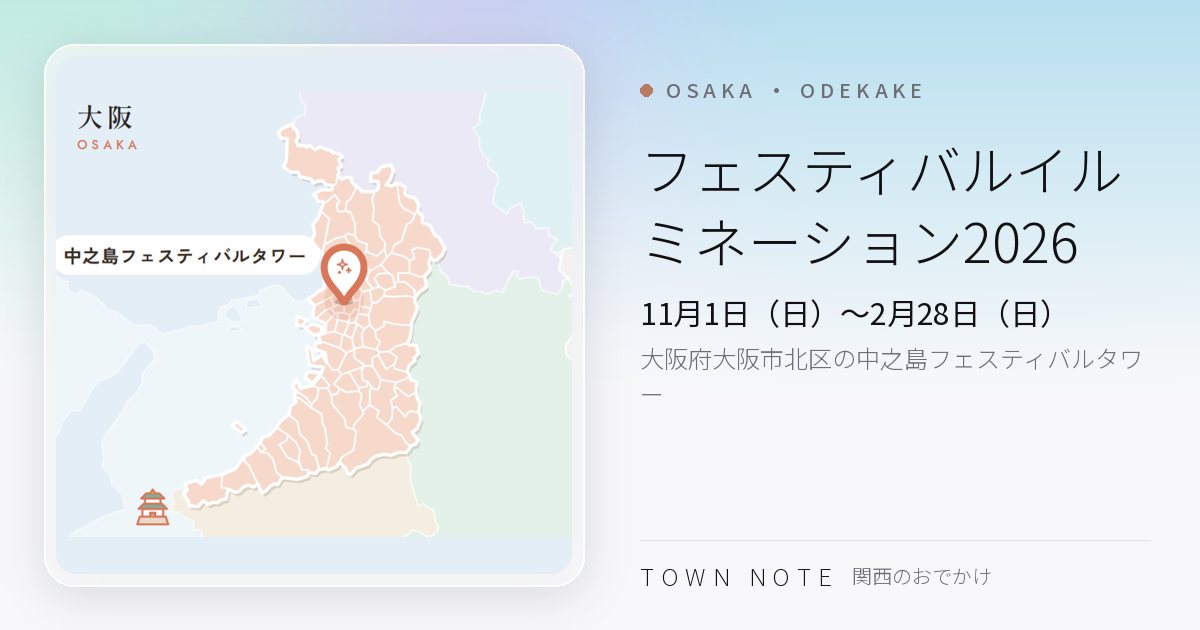 大阪
OSAKA
中之島フェスティバルタワー
OSAKA ・ ODEKAKE
フェスティバルイル
ミネーション2026
11月1日（日）〜2月28日（日）
大阪府大阪市北区の中之島フェスティバルタワ
ー
TOWN NOTE 関西のおでかけ